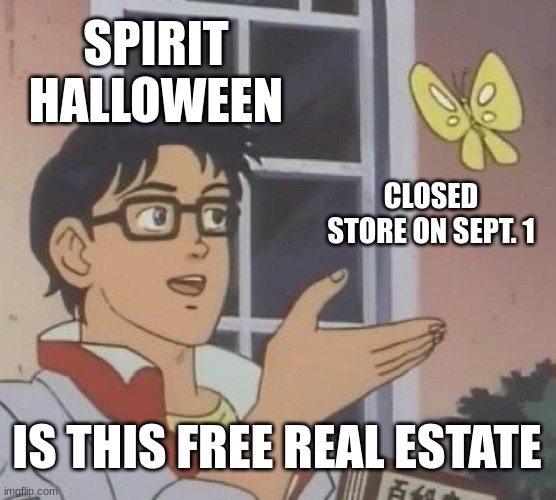 SPIRIT
HALLOWEEN
CLOSED
STORE ON SEPT. 1
IS THIS FREE REAL ESTATE
imgflip.com